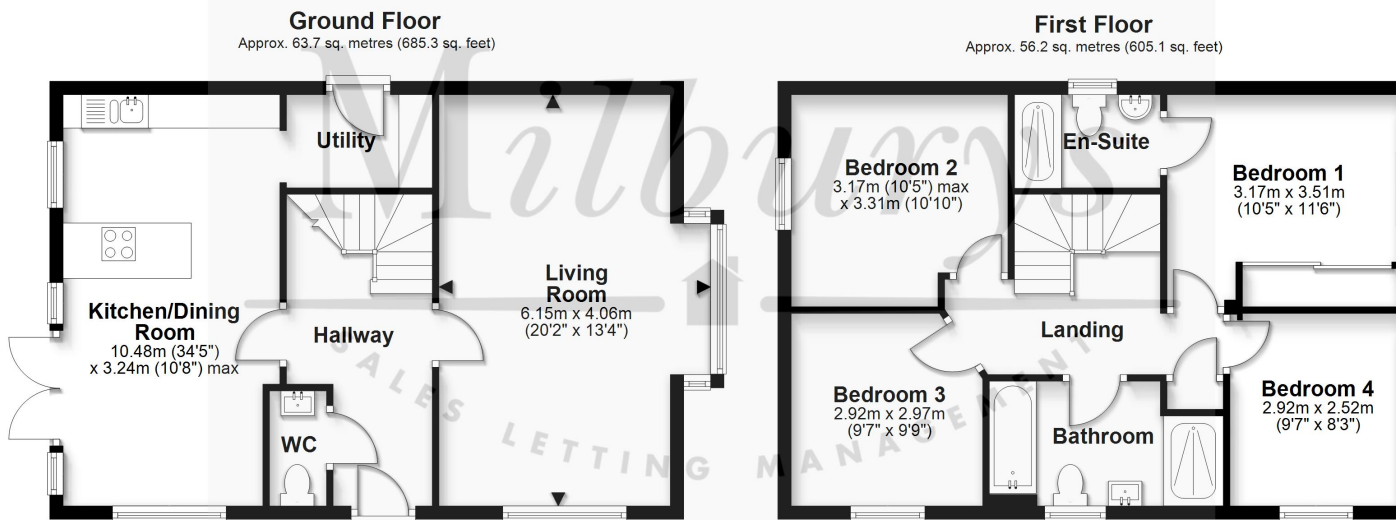 Ground Floor
Approx. 63.7 sq. metres (685.3 sq. feet)
Utility
Living
Room
6.15m x 4.06m
(20'2" x 13'4")
Kitchen/Dining
Room
10.48m (34'5")
x 3.24m (10'8") max
Hallway
WC
First Floor
Approx. 56.2 sq. metres (605.1 sq. feet)
En-Suite
Bedroom 2
3.17m (10'5") max
x 3.31m (10'10")
Bedroom 1
3.17m x 3.51m
(10'5" x 11'6")
Landing
Bedroom 3
2.92m x 2.97m
(9'7" x 9'9")
Bathroom
Bedroom 4
2.92m x 2.52m
(9'7" x 8'3")
Milburys
SALES LETTING MANAGEMENT